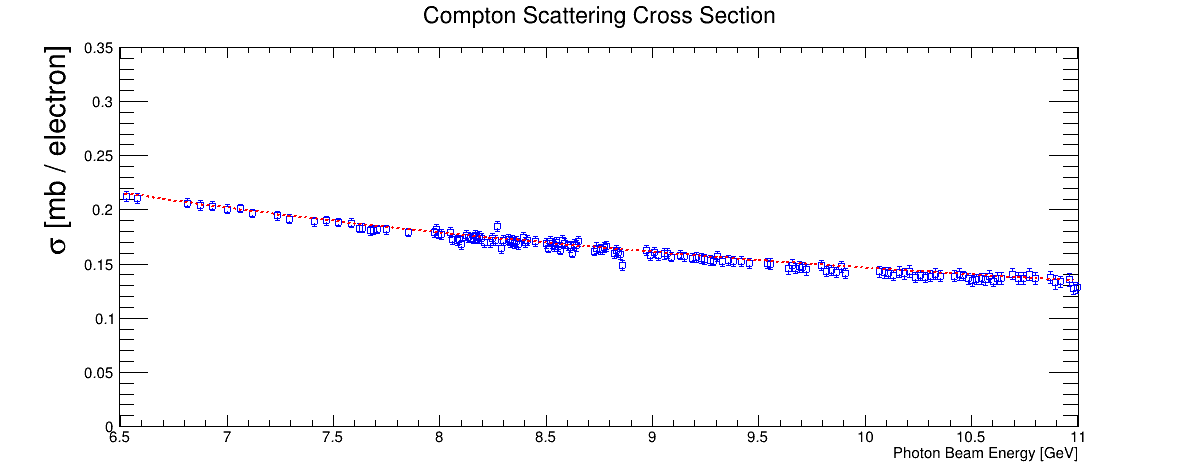 Compton Scattering Cross Section
σ [mb / electron]
0.35
0.3
0.25
0.2
0.15
0.1
0.05
0
6.5 7 7.5 8 8.5 9 9.5 10 10.5 11
Photon Beam Energy [GeV]